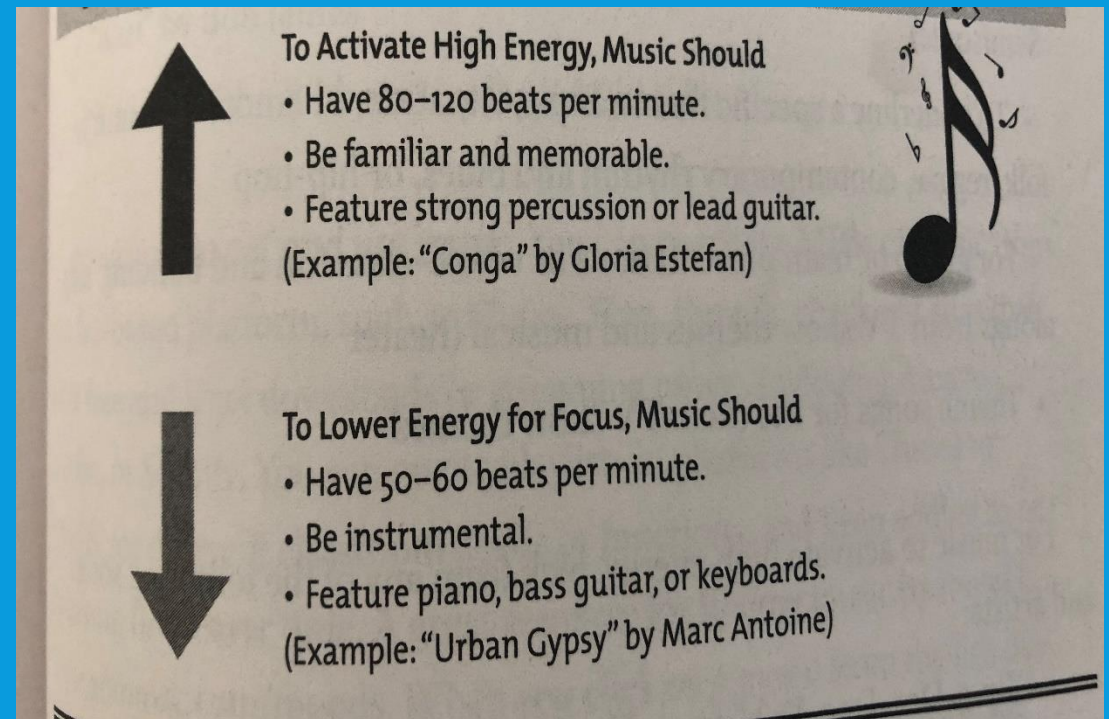 To Activate High Energy, Music Should
• Have 80–120 beats per minute.
• Be familiar and memorable.
• Feature strong percussion or lead guitar.
(Example: “Conga” by Gloria Estefan)
To Lower Energy for Focus, Music Should
• Have 50–60 beats per minute.
• Be instrumental.
• Feature piano, bass guitar, or keyboards.
(Example: “Urban Gypsy” by Marc Antoine)